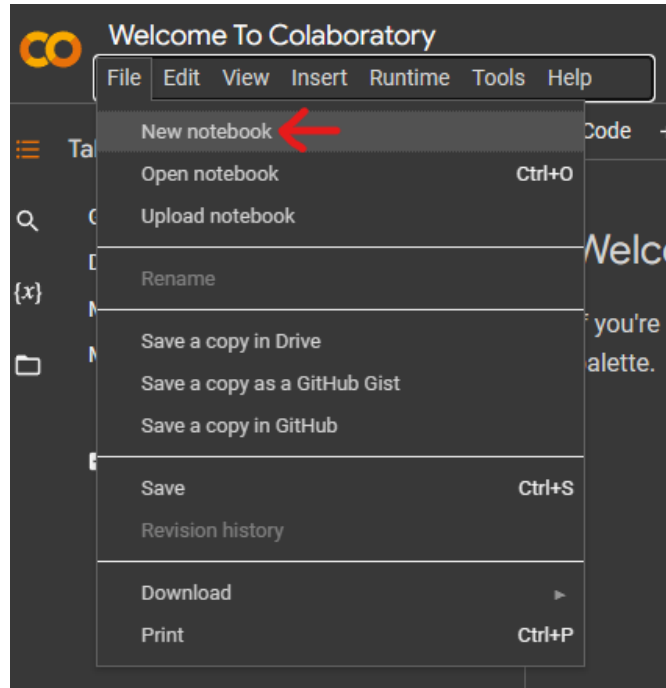 Welcome To Colaboratory
File Edit View Insert Runtime Tools Help
New notebook
Code
Open notebook Ctrl+O
Upload notebook
Rename
{x}
you're
Save a copy in Drive
alette.
Save a copy as a GitHub Gist
Save a copy in GitHub
Save Ctrl+S
Revision history
Download
Print Ctrl+P